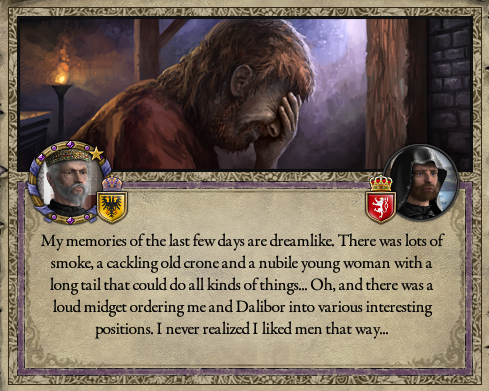 My memories of the last few days are dreamlike. There was lots of
smoke, a cackling old crone and a nubile young woman with a
long tail that could do all kinds of things... Oh, and there was a
loud midget ordering me and Dalibor into various interesting
positions. I never realized I liked men that way...